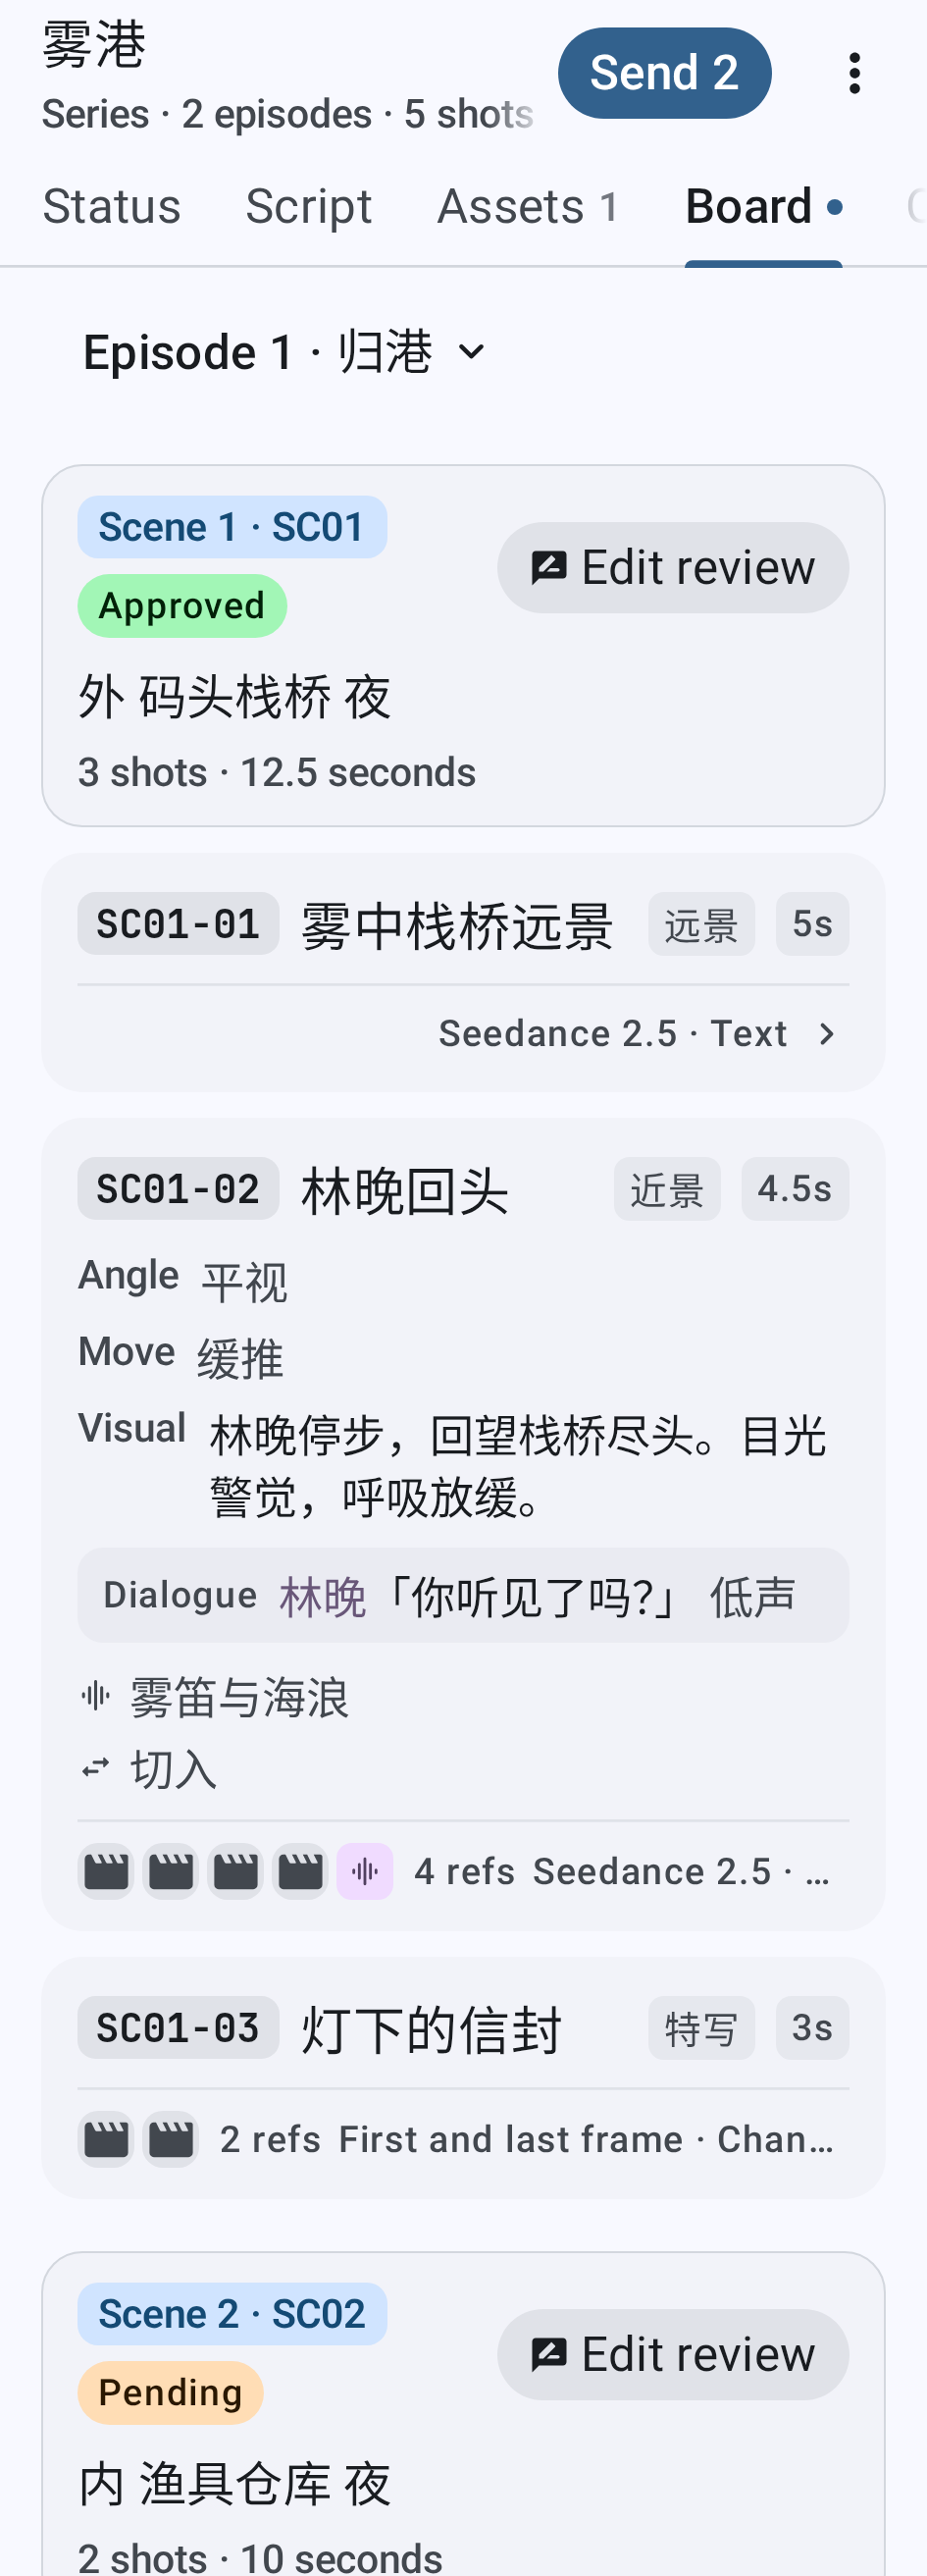 雾港
Send 2
Series · 2 episodes · 5 shots
Status Script Assets 1 Board
Episode 1 · 归港
Scene 1 · SC01
Edit review
Approved
外 码头栈桥 夜
3 shots · 12.5 seconds
SC01-01 雾中栈桥远景 远景 5s
Seedance 2.5 · Text
SC01-02 林晚回头 近景 4.5s
Angle 平视
Move 缓推
Visual 林晚停步，回望栈桥尽头。目光
警觉，呼吸放缓。
Dialogue 林晚「你听见了吗？」 低声
雾笛与海浪
切入
4 refs Seedance 2.5 · …
SC01-03 灯下的信封 特写 3s
2 refs First and last frame · Chan…
Scene 2 · SC02
Edit review
Pending
内 渔具仓库 夜
2 shots · 10 seconds